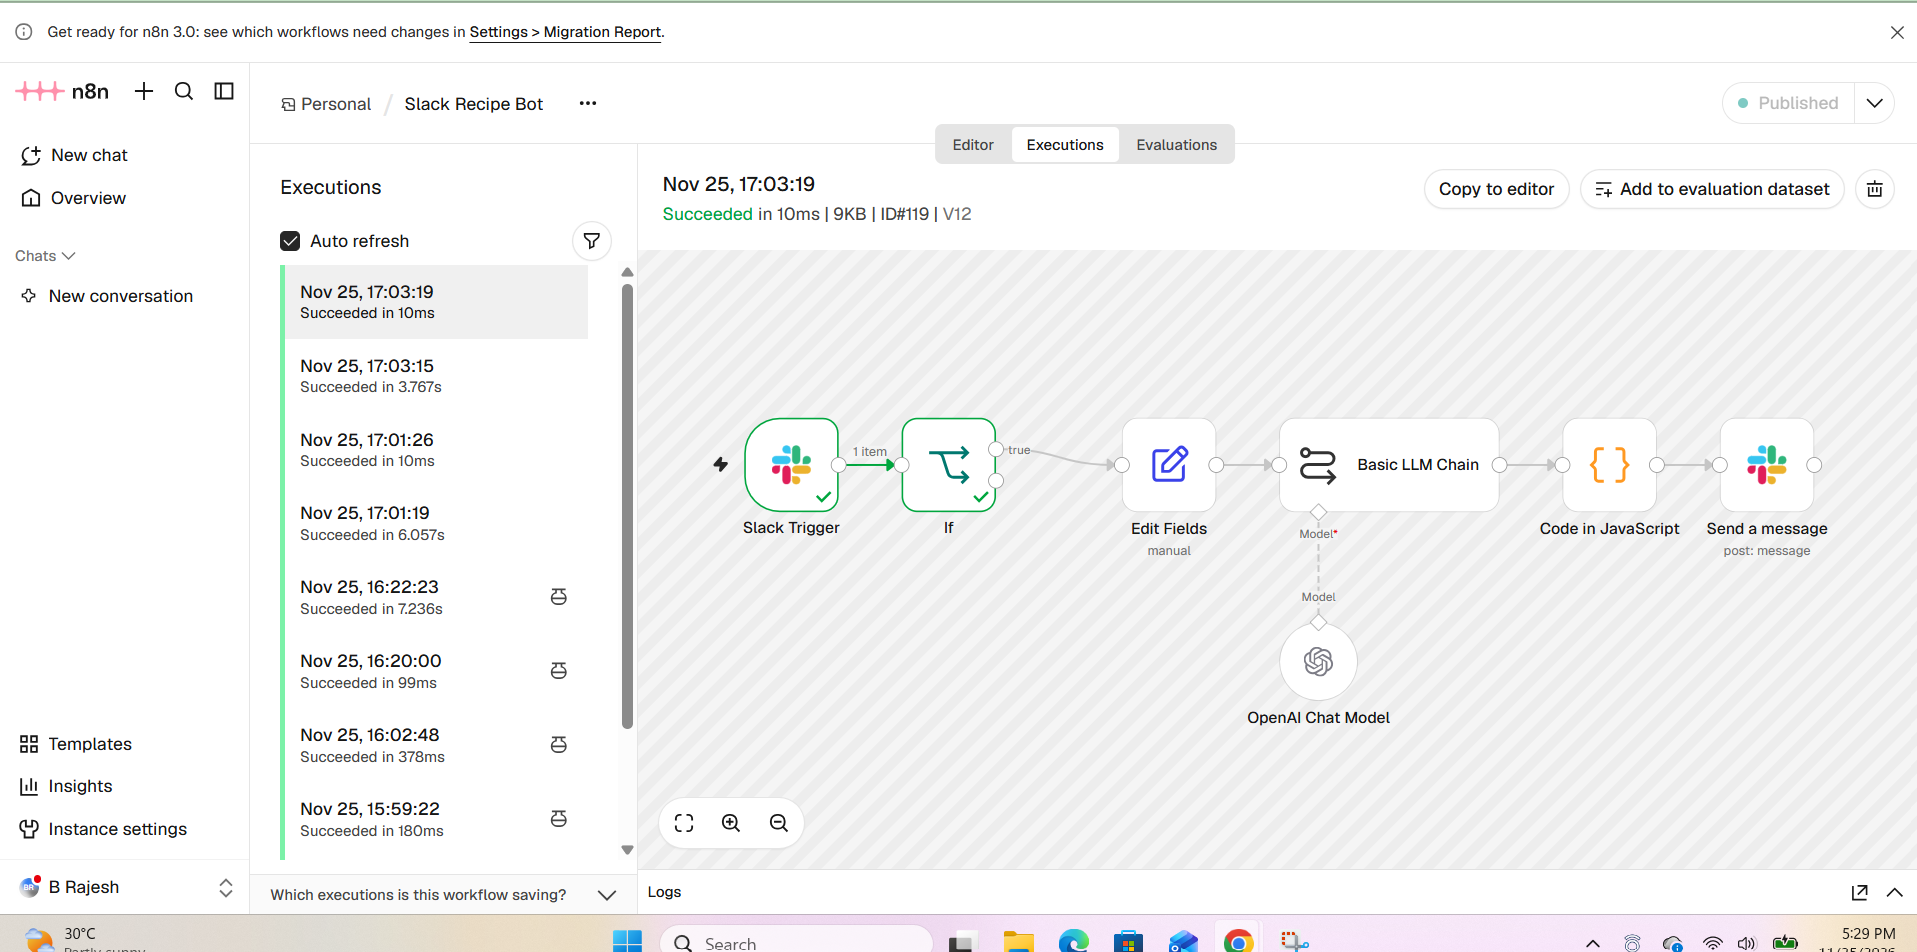 Get ready for n8n 3.0: see which workflows need changes in Settings > Migration Report.
n8n
Personal / Slack Recipe Bot
Published
Editor
Executions
Evaluations
New chat
Overview
Chats
New conversation
Templates
Insights
Instance settings
BR
B Rajesh
Executions
Auto refresh
Nov 25, 17:03:19
Succeeded in 10ms
Nov 25, 17:03:15
Succeeded in 3.767s
Nov 25, 17:01:26
Succeeded in 10ms
Nov 25, 17:01:19
Succeeded in 6.057s
Nov 25, 16:22:23
Succeeded in 7.236s
Nov 25, 16:20:00
Succeeded in 99ms
Nov 25, 16:02:48
Succeeded in 378ms
Nov 25, 15:59:22
Succeeded in 180ms
Which executions is this workflow saving?
Nov 25, 17:03:19
Succeeded in 10ms | 9KB | ID#119 | V12
Copy to editor
Add to evaluation dataset
1 item
true
Slack Trigger
If
Edit Fields
manual
Basic LLM Chain
Model*
Model
OpenAI Chat Model
Code in JavaScript
Send a message
post: message
Logs
30°C
Partly sunny
Search
5:29 PM